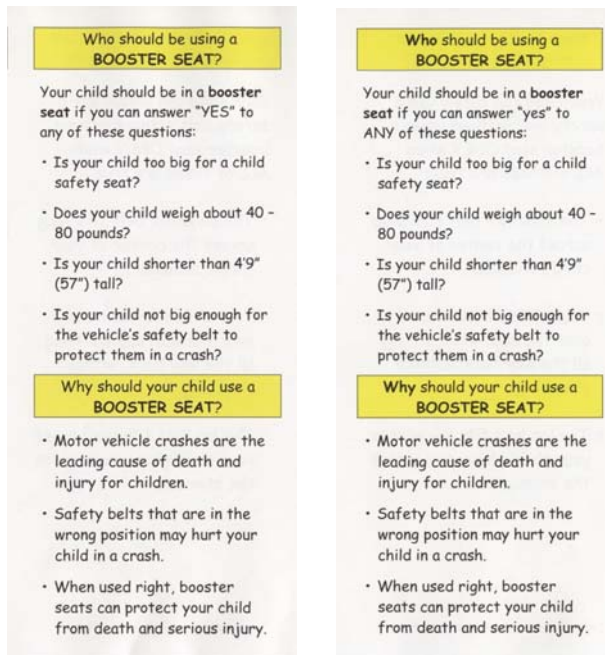 Who should be using a
BOOSTER SEAT?
Your child should be in a booster
seat if you can answer "YES" to
any of these questions:
• Is your child too big for a child
safety seat?
• Does your child weigh about 40 -
80 pounds?
• Is your child shorter than 4'9"
(57") tall?
• Is your child not big enough for
the vehicle's safety belt to
protect them in a crash?
Why should your child use a
BOOSTER SEAT?
• Motor vehicle crashes are the
leading cause of death and
injury for children.
• Safety belts that are in the
wrong position may hurt your
child in a crash.
• When used right, booster
seats can protect your child
from death and serious injury.
Who should be using a
BOOSTER SEAT?
Your child should be in a booster
seat if you can answer "yes" to
ANY of these questions:
• Is your child too big for a child
safety seat?
• Does your child weigh about 40 -
80 pounds?
• Is your child shorter than 4'9"
(57") tall?
• Is your child not big enough for
the vehicle's safety belt to
protect them in a crash?
Why should your child use a
BOOSTER SEAT?
• Motor vehicle crashes are the
leading cause of death and
injury for children.
• Safety belts that are in the
wrong position may hurt your
child in a crash.
• When used right, booster
seats can protect your child
from death and serious injury.